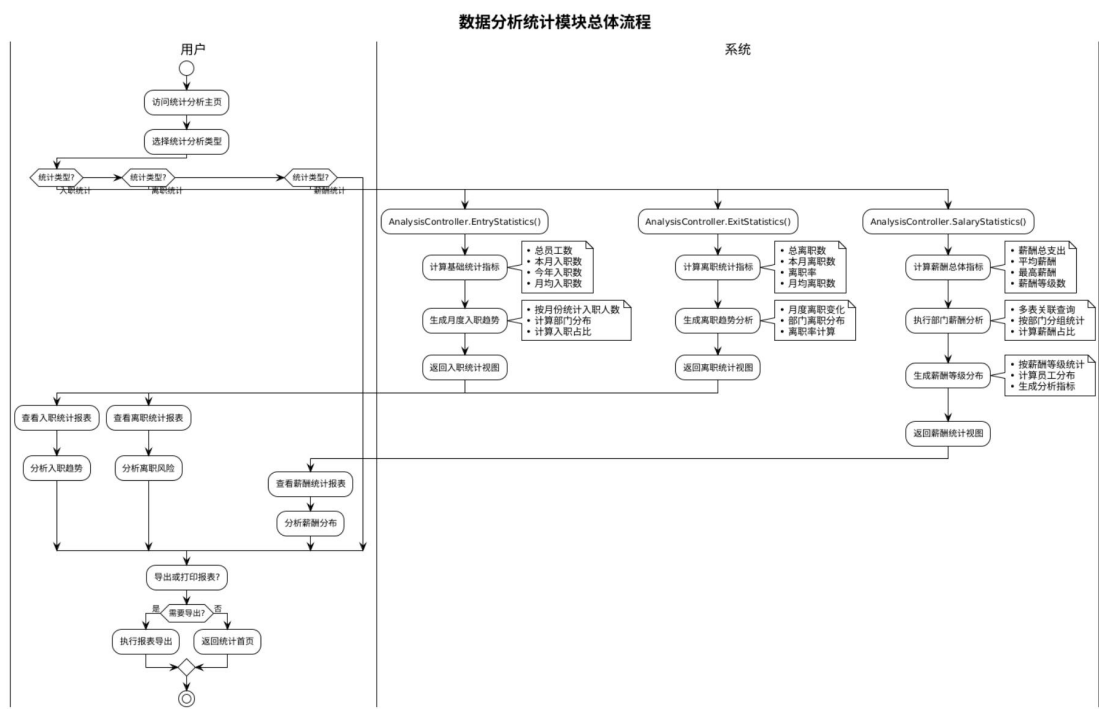 数据分析统计模块总体流程
用户
系统
访问统计分析主页
选择统计分析类型
统计类型?
统计类型?
统计类型?
入职统计
离职统计
薪酬统计
AnalysisController.EntryStatistics()
AnalysisController.ExitStatistics()
AnalysisController.SalaryStatistics()
计算基础统计指标
• 总员工数
• 本月入职数
• 今年入职数
• 月均入职数
计算离职统计指标
• 总离职数
• 本月离职数
• 离职率
• 月均离职数
计算薪酬总体指标
• 薪酬总支出
• 平均薪酬
• 最高薪酬
• 薪酬等级数
生成月度入职趋势
• 按月份统计入职人数
• 计算部门分布
• 计算入职占比
生成离职趋势分析
• 月度离职变化
• 部门离职分布
• 离职率计算
执行部门薪酬分析
• 多表关联查询
• 按部门分组统计
• 计算薪酬占比
返回入职统计视图
返回离职统计视图
生成薪酬等级分布
• 按薪酬等级统计
• 计算员工分布
• 生成分析指标
查看入职统计报表
查看离职统计报表
返回薪酬统计视图
分析入职趋势
分析离职风险
查看薪酬统计报表
分析薪酬分布
导出或打印报表?
是
需要导出?
否
执行报表导出
返回统计首页